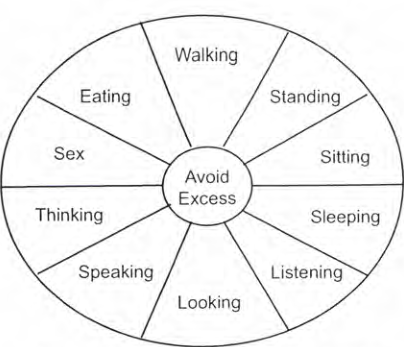 Walking
Standing
Sitting
Sleeping
Listening
Looking
Speaking
Thinking
Sex
Eating
Avoid
Excess